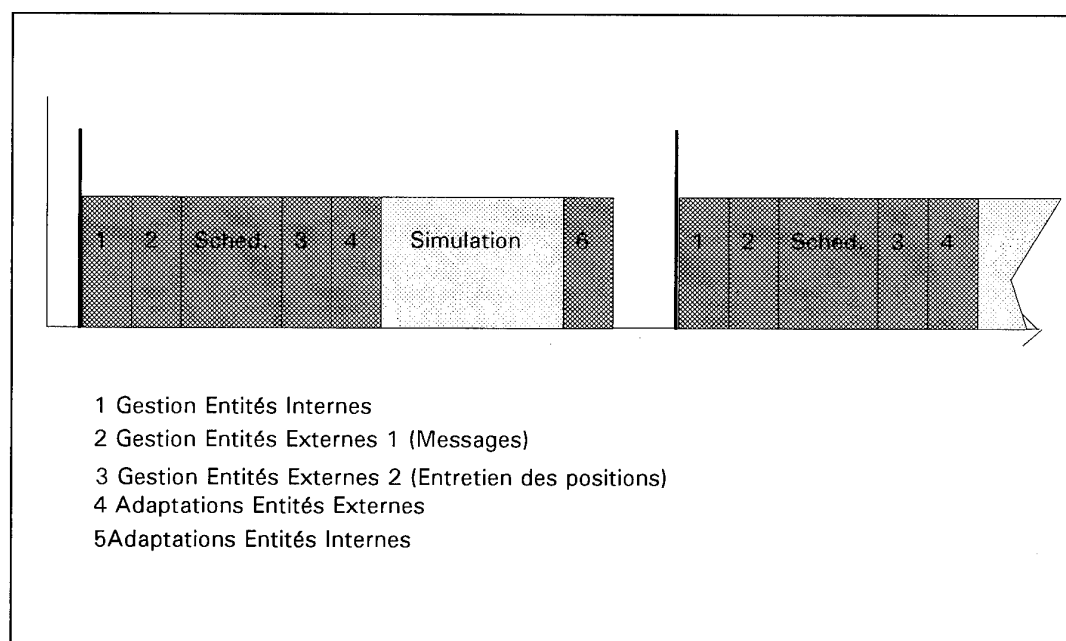 1 2 Sched. 3 4 Simulation 5 1 2 Sched. 3 4
1 Gestion Entités Internes
2 Gestion Entités Externes 1 (Messages)
3 Gestion Entités Externes 2 (Entretien des positions)
4 Adaptations Entités Externes
5Adaptations Entités Internes